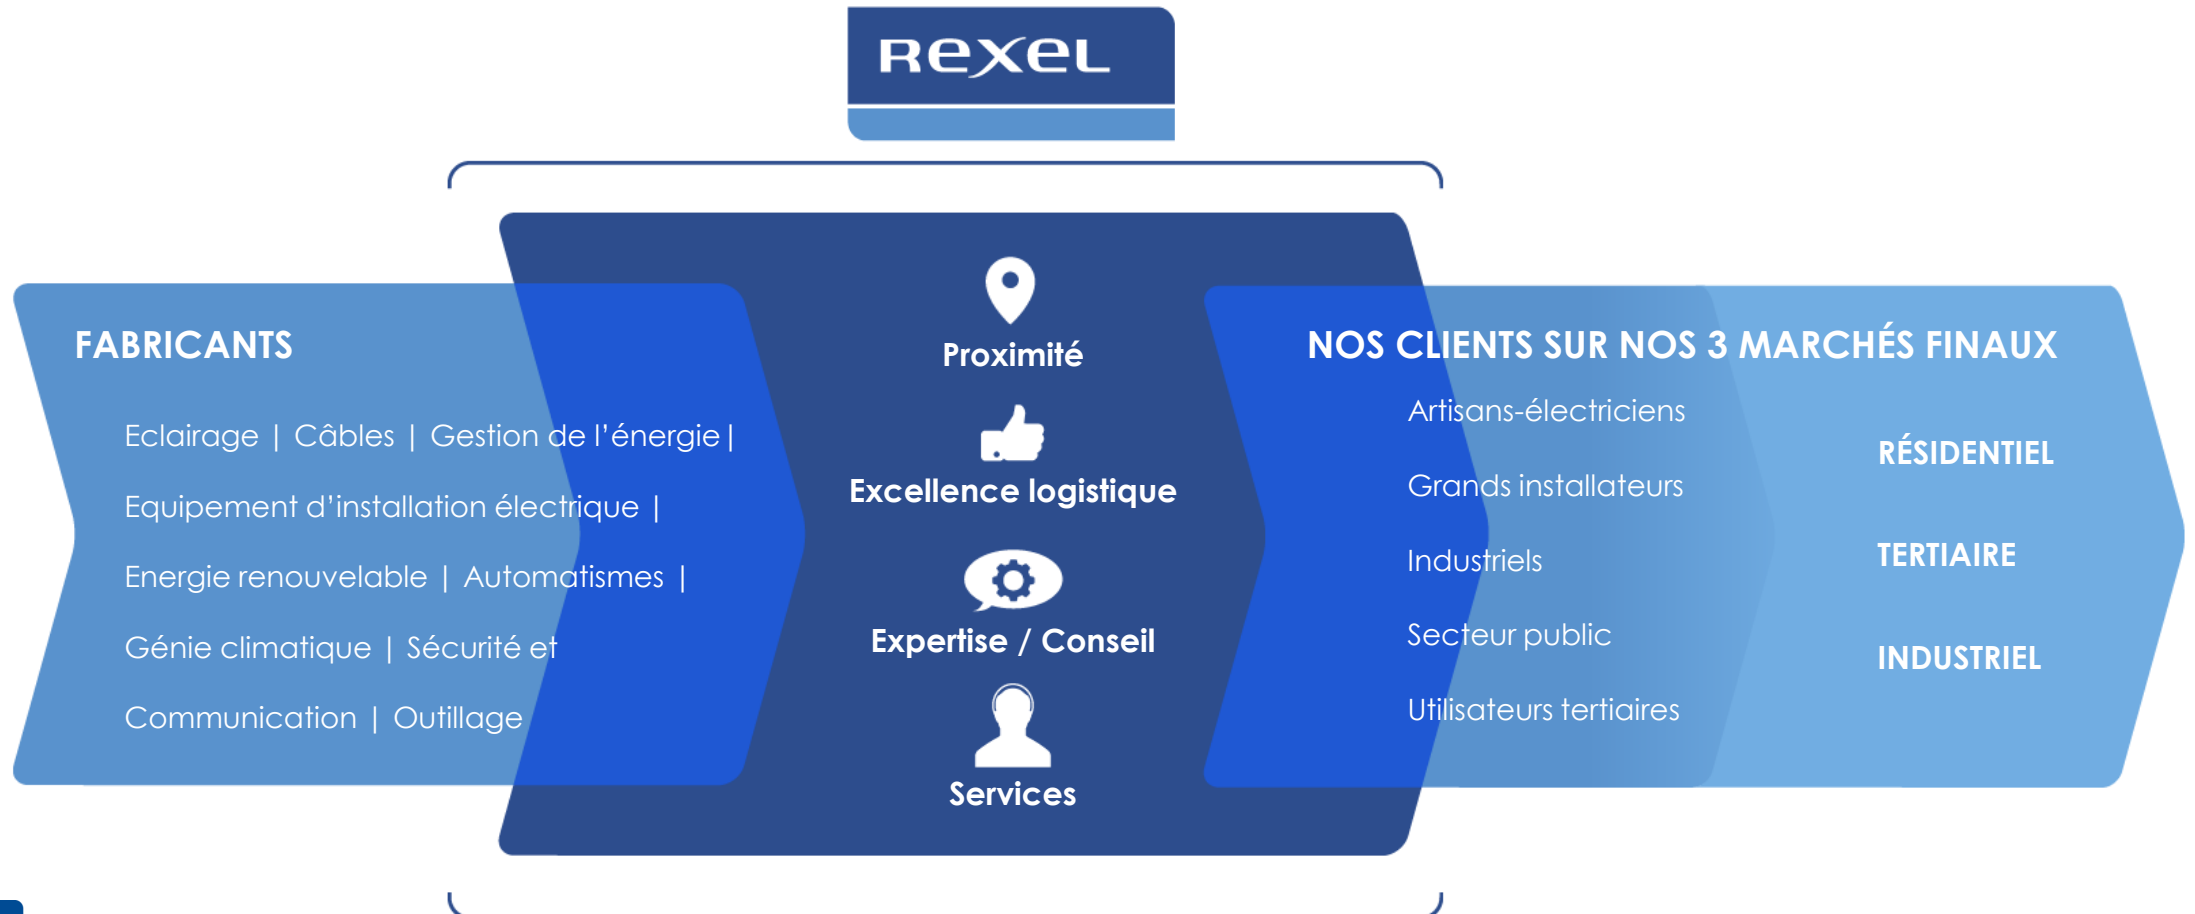 Rexel
FABRICANTS
Eclairage | Câbles | Gestion de l’énergie|
Equipement d’installation électrique |
Energie renouvelable | Automatismes |
Génie climatique | Sécurité et
Communication | Outillage
Proximité
Excellence logistique
Expertise / Conseil
Services
NOS CLIENTS SUR NOS 3 MARCHÉS FINAUX
Artisans-électriciens
Grands installateurs
Industriels
Secteur public
Utilisateurs tertiaires
RÉSIDENTIEL
TERTIAIRE
INDUSTRIEL